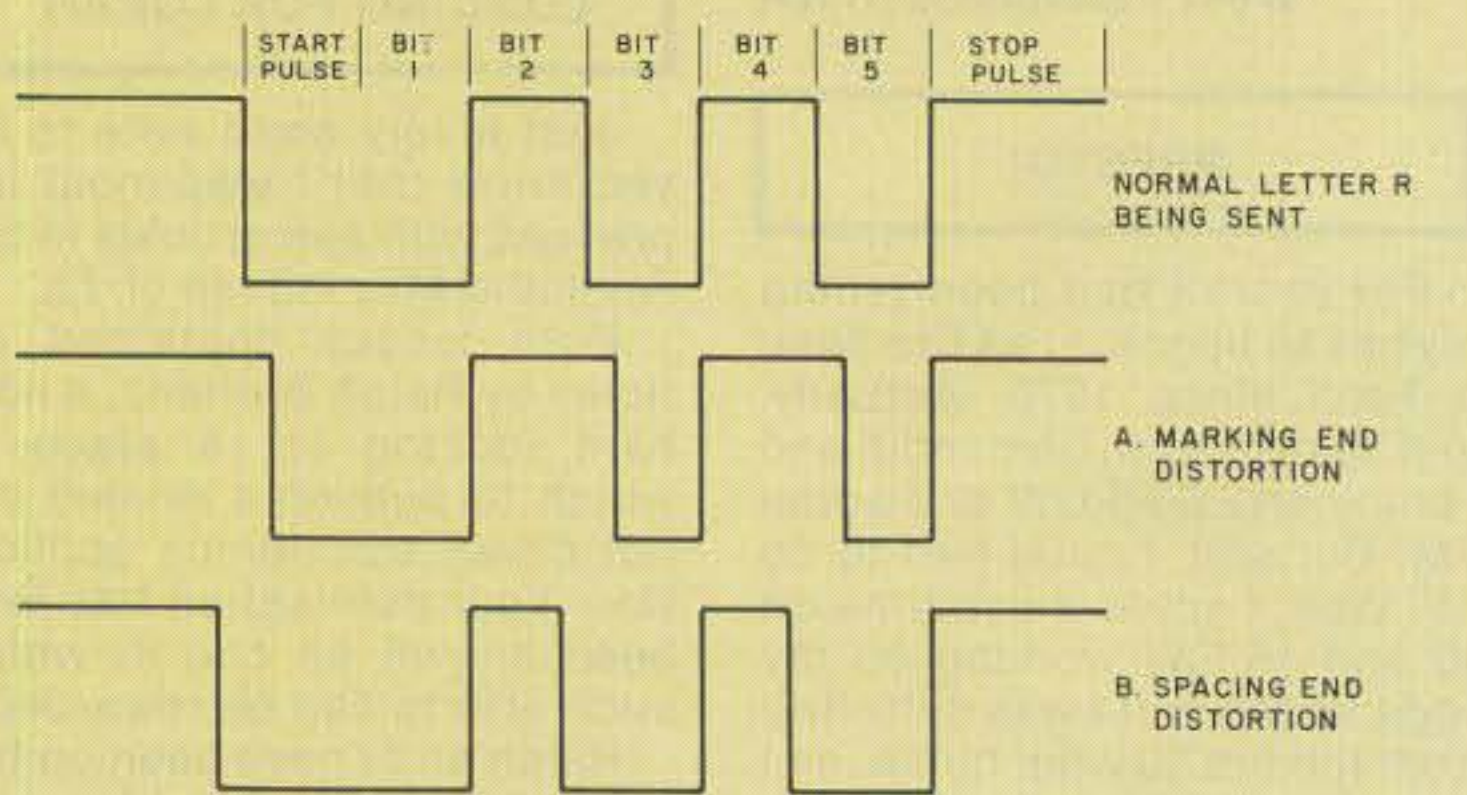 START BIT BIT BIT BIT BIT STOP
PULSE 1 2 3 4 5 PULSE
NORMAL LETTER R
BEING SENT
A. MARKING END
DISTORTION
B. SPACING END
DISTORTION